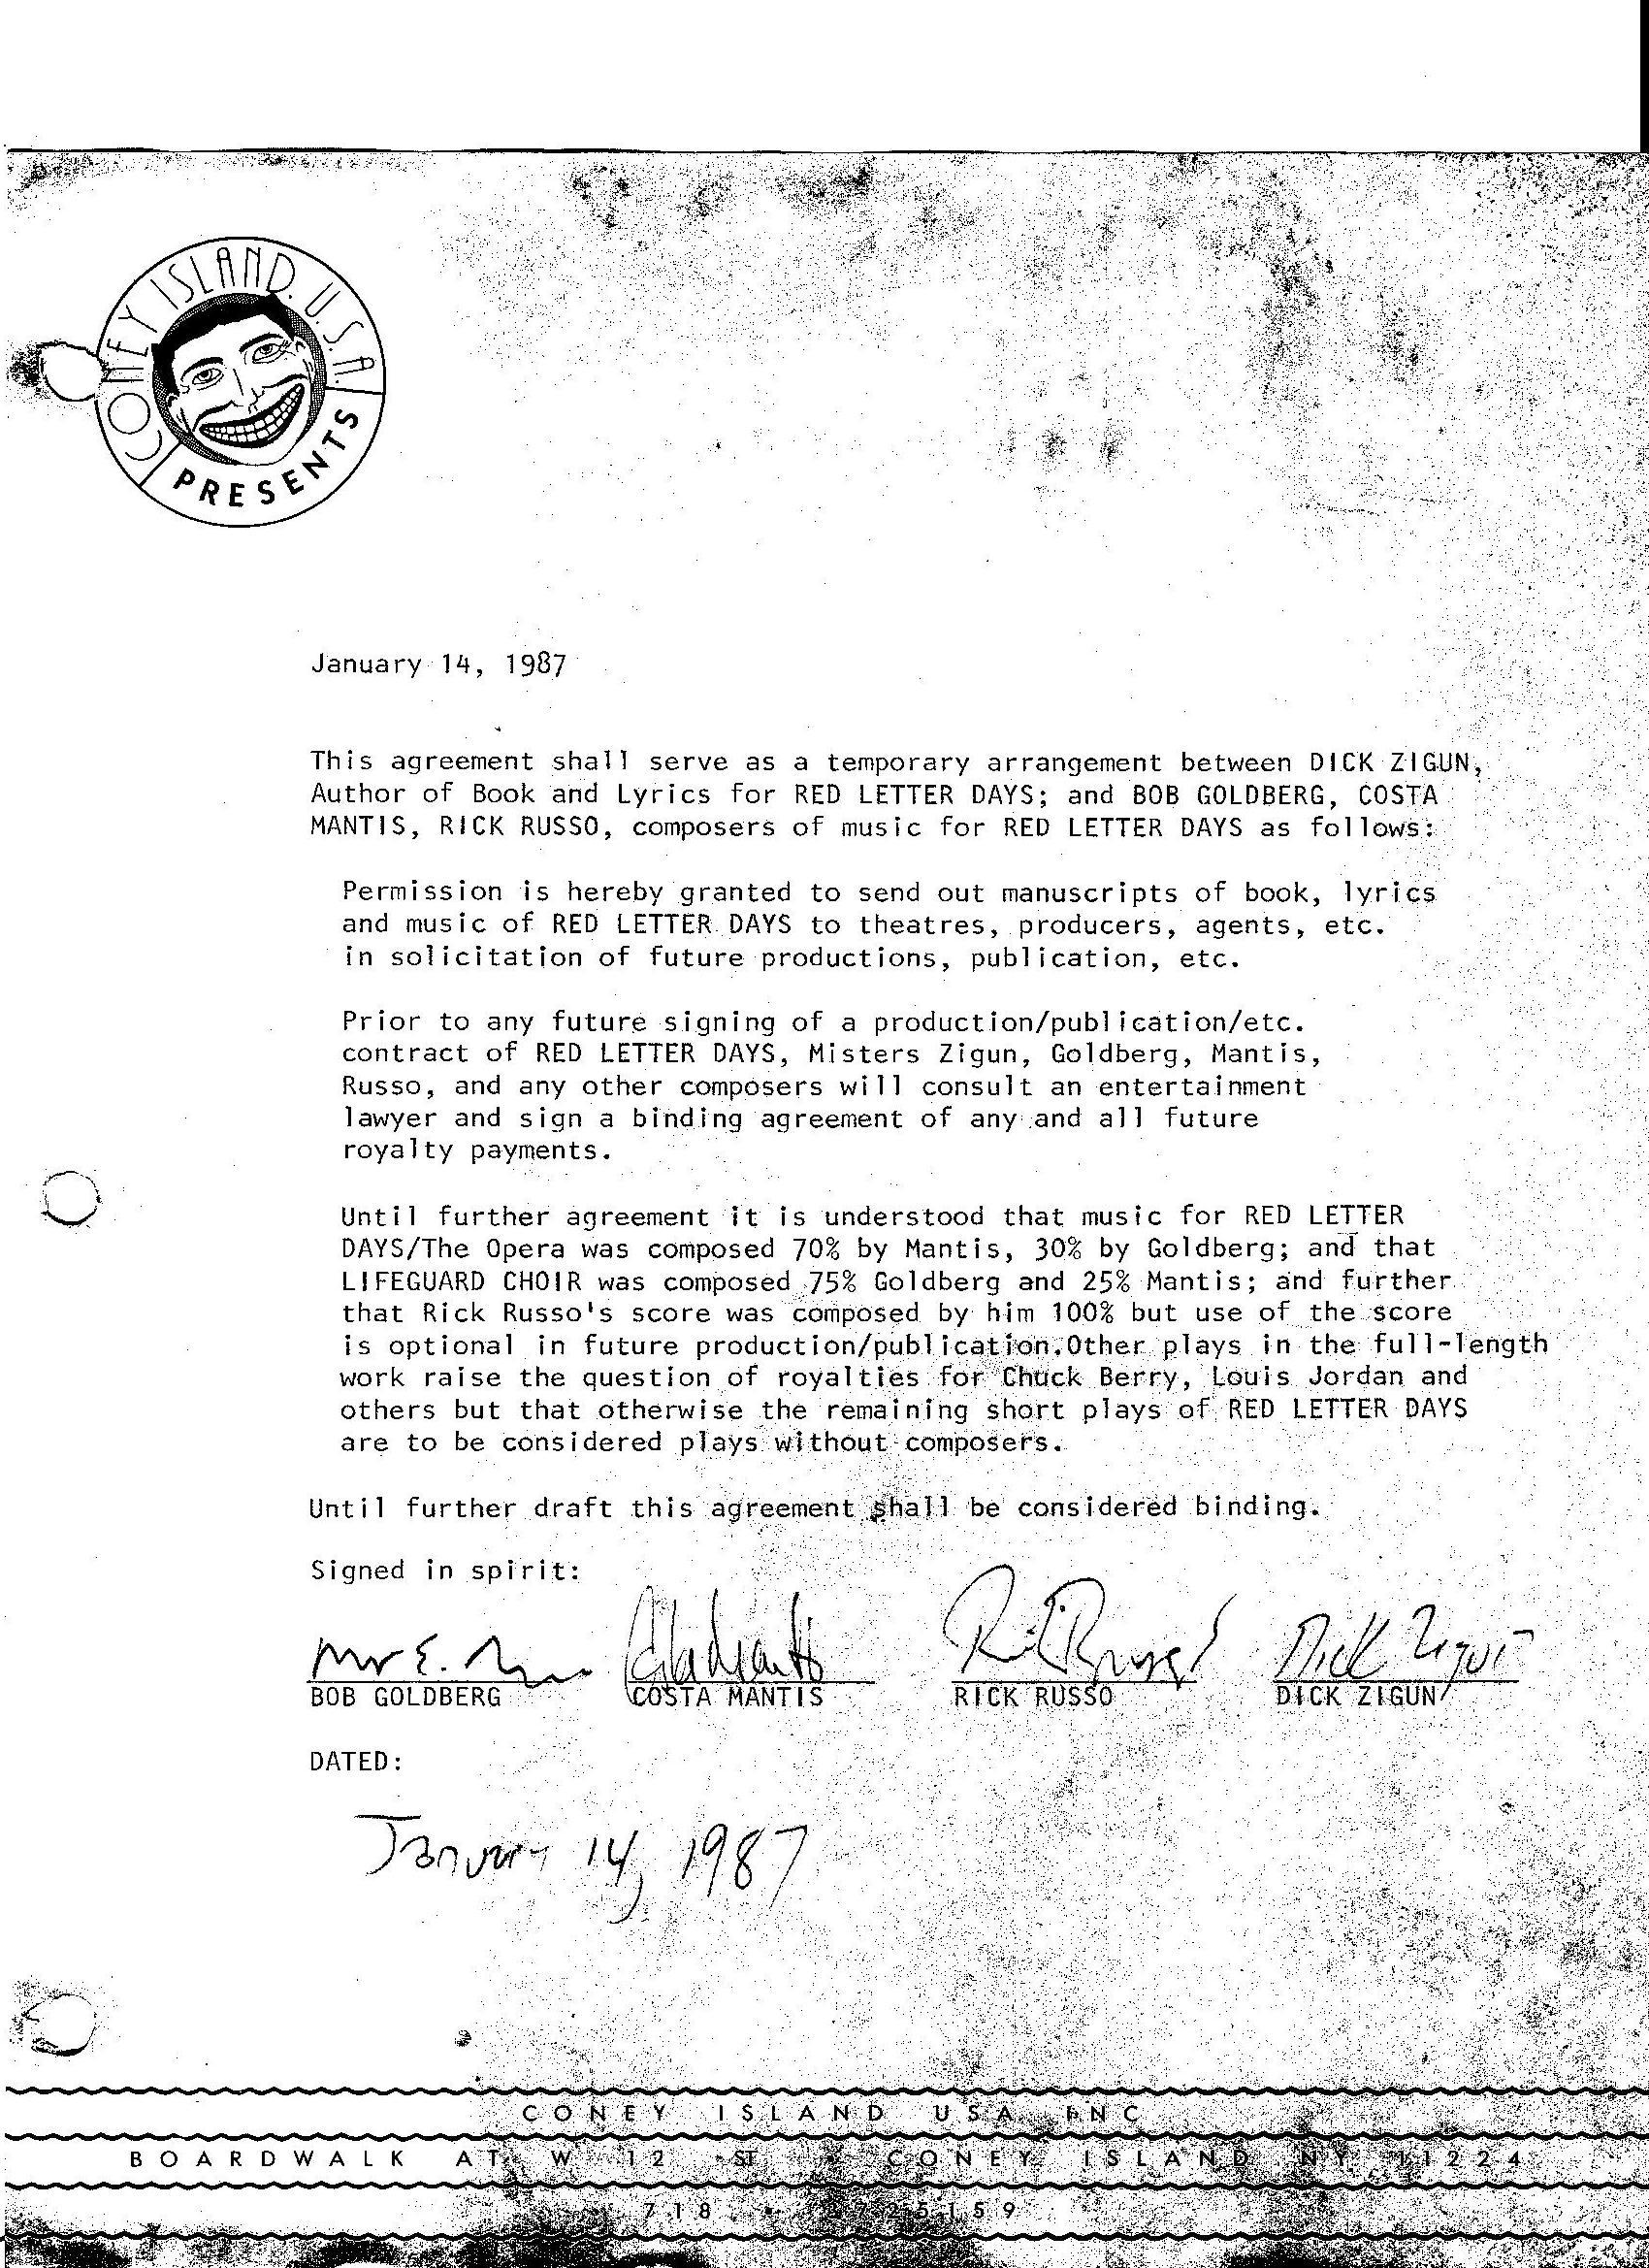 CONEY ISLAND, U.S.A.
PRESENTS
January 14, 1987
This agreement shall serve as a temporary arrangement between DICK ZIGUN,
Author of Book and Lyrics for RED LETTER DAYS; and BOB GOLDBERG, COSTA
MANTIS, RICK RUSSO, composers of music for RED LETTER DAYS as follows:
Permission is hereby granted to send out manuscripts of book, lyrics
and music of RED LETTER DAYS to theatres, producers, agents, etc.
in solicitation of future productions, publication, etc.
Prior to any future signing of a production/publication/etc.
contract of RED LETTER DAYS, Misters Zigun, Goldberg, Mantis,
Russo, and any other composers will consult an entertainment
lawyer and sign a binding agreement of any and all future
royalty payments.
Until further agreement it is understood that music for RED LETTER
DAYS/The Opera was composed 70% by Mantis, 30% by Goldberg; and that
LIFEGUARD CHOIR was composed 75% Goldberg and 25% Mantis; and further
that Rick Russo's score was composed by him 100% but use of the score
is optional in future production/publication.Other plays in the full-length
work raise the question of royalties for Chuck Berry, Louis Jordan and
others but that otherwise the remaining short plays of RED LETTER DAYS
are to be considered plays without composers.
Until further draft this agreement shall be considered binding.
Signed in spirit:
Dick Zigun
BOB GOLDBERG COSTA MANTIS RICK RUSSO DICK ZIGUN
DATED:
January 14, 1987
CONEY ISLAND USA INC
BOARDWALK AT W 12 ST CONEY ISLAND NY 11224
718